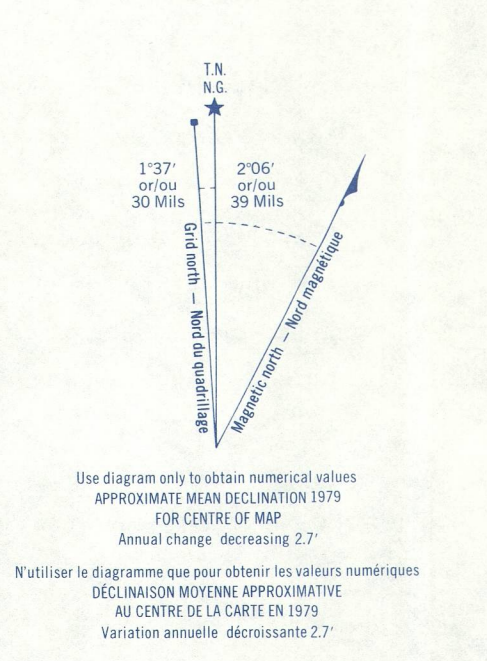 T.N.
N.G.
1°37′
or/ou
30 Mils
2°06′
or/ou
39 Mils
Grid north — Nord du quadrillage
Magnetic north — Nord magnétique
Use diagram only to obtain numerical values
APPROXIMATE MEAN DECLINATION 1979
FOR CENTRE OF MAP
Annual change decreasing 2.7′
N'utiliser le diagramme que pour obtenir les valeurs numériques
DÉCLINAISON MOYENNE APPROXIMATIVE
AU CENTRE DE LA CARTE EN 1979
Variation annuelle décroissante 2.7′